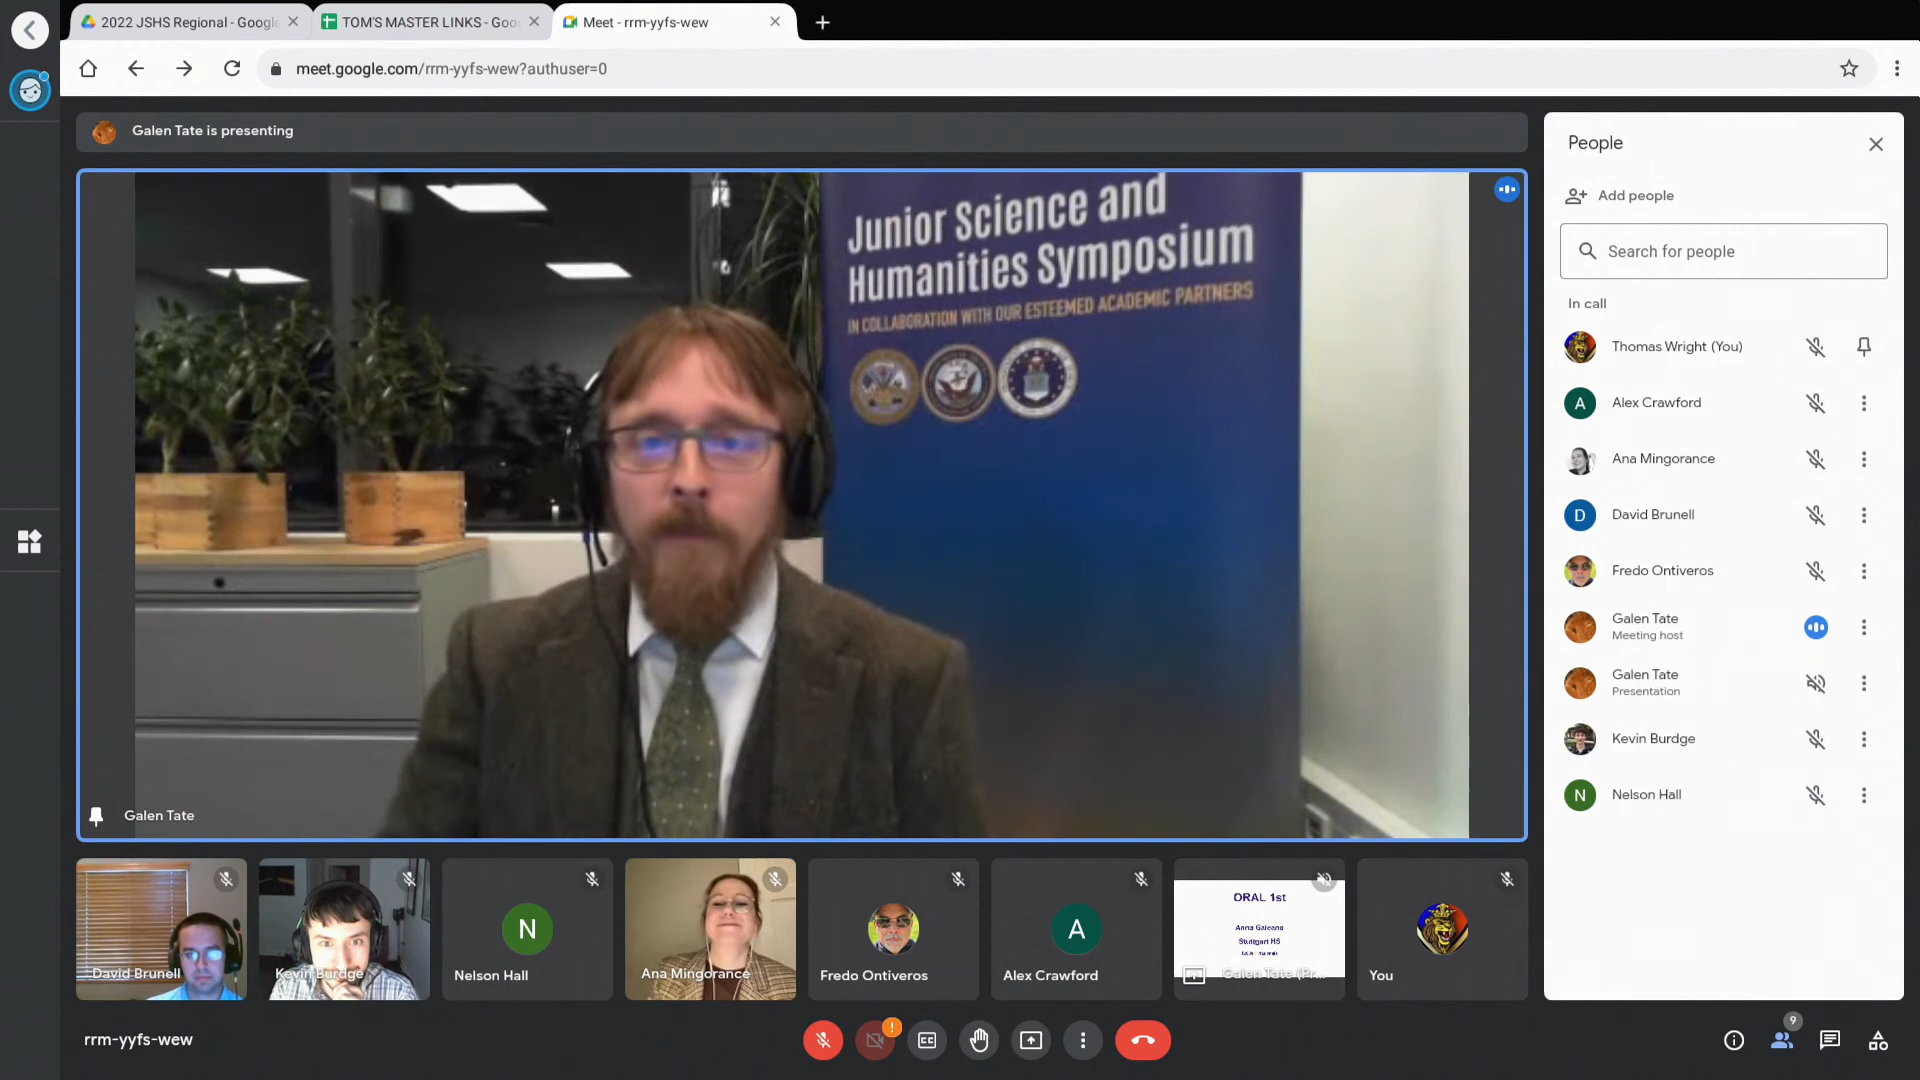 2022 JSHS Regional - Google
TOM'S MASTER LINKS - Goo
Meet - rrm-yyfs-wew
meet.google.com/rrm-yyfs-wew?authuser=0
Galen Tate is presenting
Junior Science and
Humanities Symposium
IN COLLABORATION WITH OUR ESTEEMED ACADEMIC PARTNERS
Galen Tate
People
Add people
Search for people
In call
Thomas Wright (You)
A
Alex Crawford
Ana Mingorance
D
David Brunell
Fredo Ontiveros
Galen Tate
Meeting host
Galen Tate
Presentation
Kevin Burdge
N
Nelson Hall
David Brunell
Kevin Burdge
N
Nelson Hall
Ana Mingorance
Fredo Ontiveros
A
Alex Crawford
ORAL 1st
Stuttgart HS
Galen Tate (Pr...
You
rrm-yyfs-wew
9